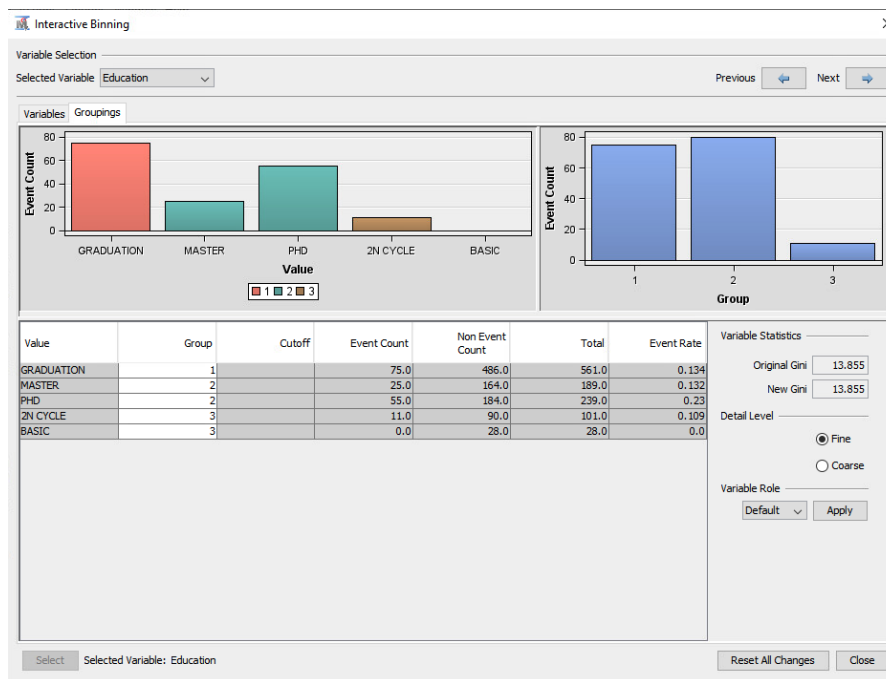 Interactive Binning
Variable Selection
Selected Variable Education
Previous Next
Variables Groupings
Event Count
80
60
40
20
0
GRADUATION MASTER PHD 2N CYCLE BASIC
Value
1 2 3
Event Count
80
60
40
20
0
1 2 3
Group
Value Group Cutoff Event Count Non Event Count Total Event Rate
GRADUATION 1 75.0 486.0 561.0 0.134
MASTER 2 25.0 164.0 189.0 0.132
PHD 2 55.0 184.0 239.0 0.23
2N CYCLE 3 11.0 90.0 101.0 0.109
BASIC 3 0.0 28.0 28.0 0.0
Variable Statistics
Original Gini 13.855
New Gini 13.855
Detail Level
Fine
Coarse
Variable Role
Default Apply
Select Selected Variable: Education Reset All Changes Close